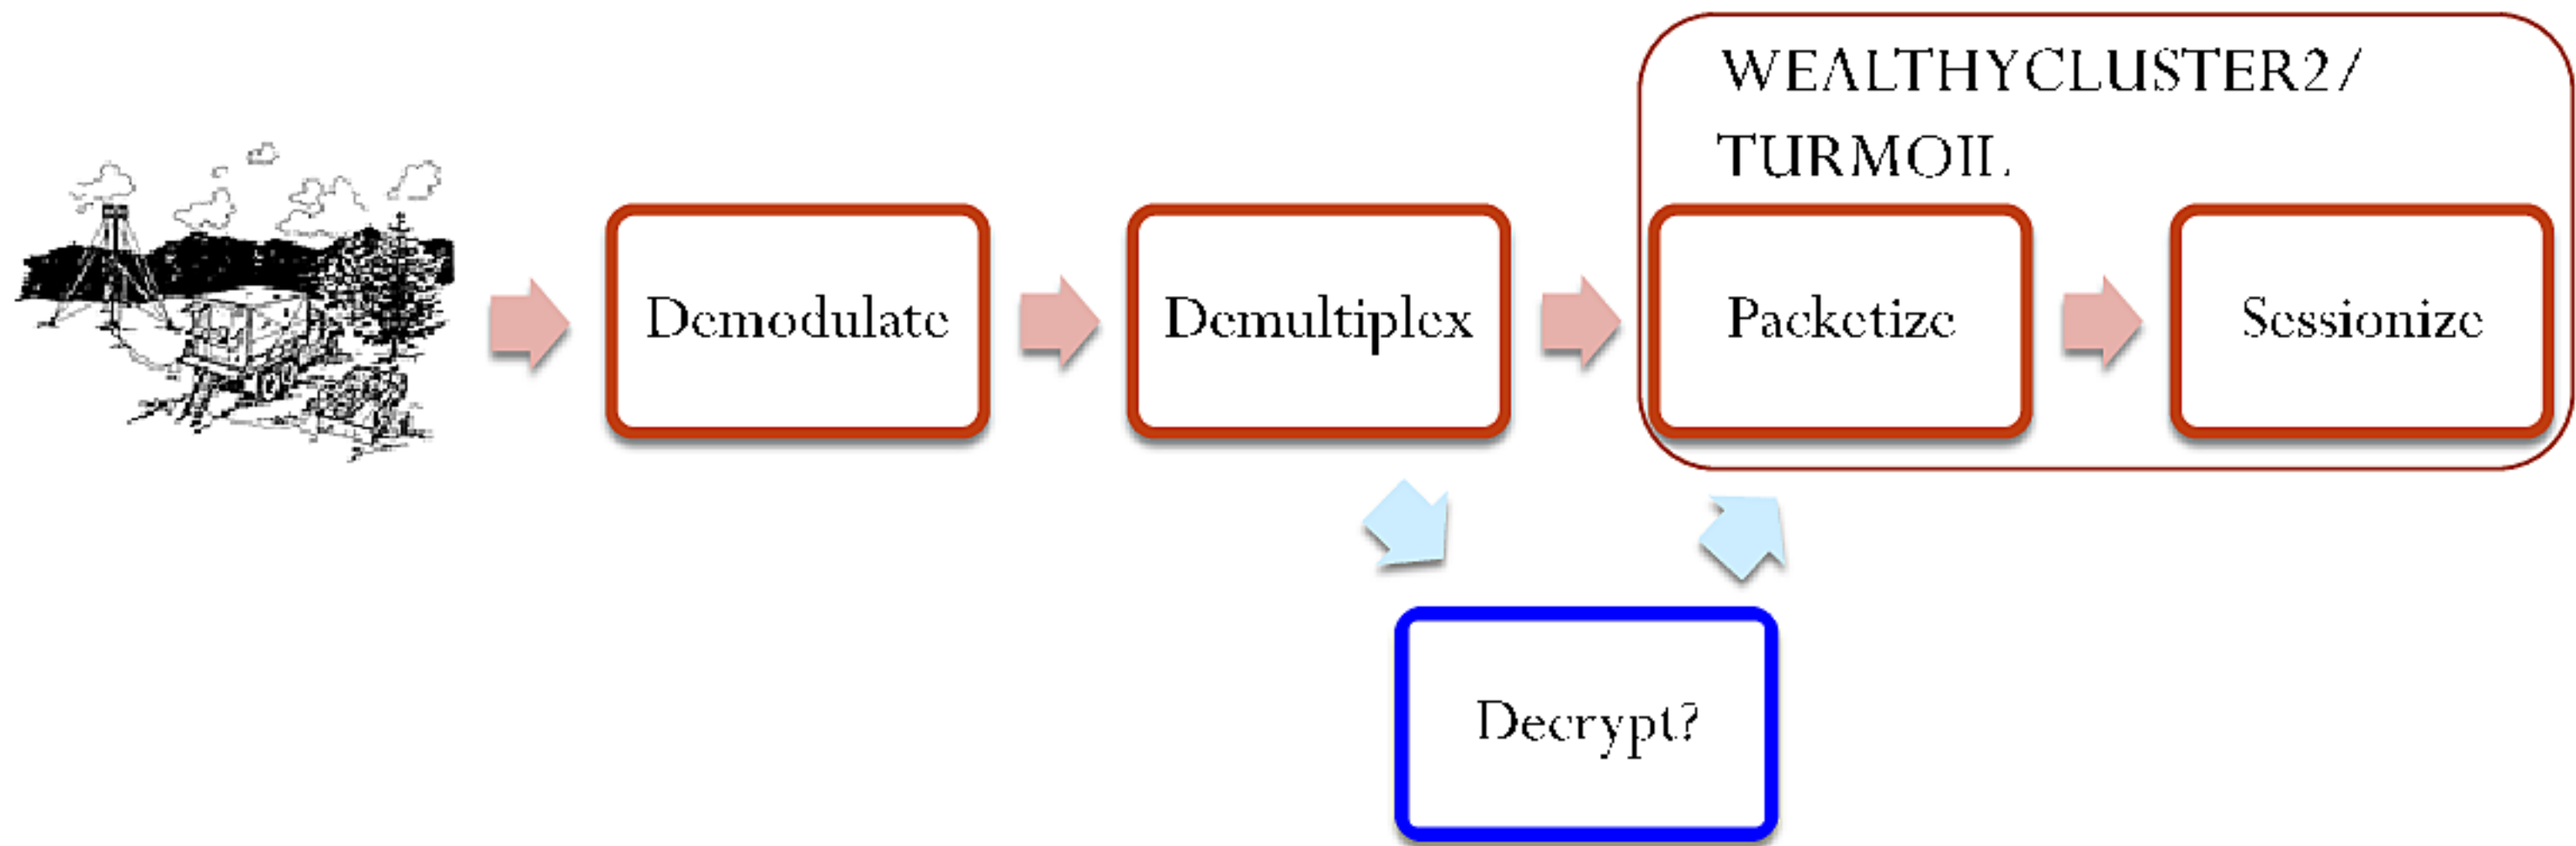 WEALTHYCLUSTER2/
TURMOIL
Demodulate
Demultiplex
Packetize
Sessionize
Decrypt?